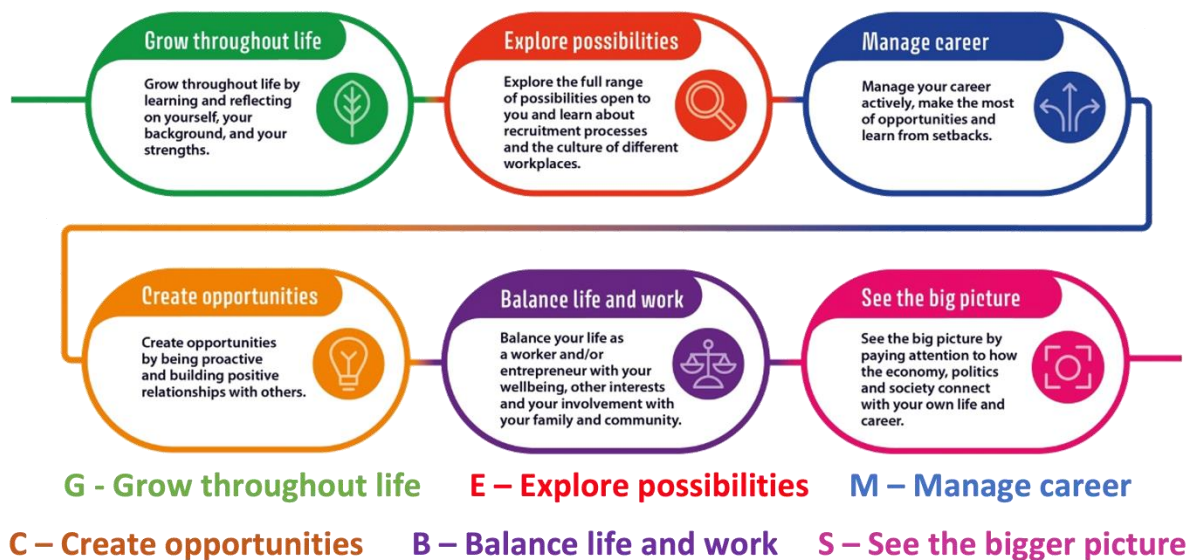 Grow throughout life
Grow throughout life by
learning and reflecting
on yourself, your
background, and your
strengths.
Explore possibilities
Explore the full range
of possibilities open to
you and learn about
recruitment processes
and the culture of different
workplaces.
Manage career
Manage your career
actively, make the most
of opportunities and
learn from setbacks.
Create opportunities
Create opportunities
by being proactive
and building positive
relationships with others.
Balance life and work
Balance your life as
a worker and/or
entrepreneur with your
wellbeing, other interests
and your involvement with
your family and community.
See the big picture
See the big picture by
paying attention to how
the economy, politics
and society connect
with your own life and
career.
G - Grow throughout life E – Explore possibilities M – Manage career
C – Create opportunities B – Balance life and work S – See the bigger picture